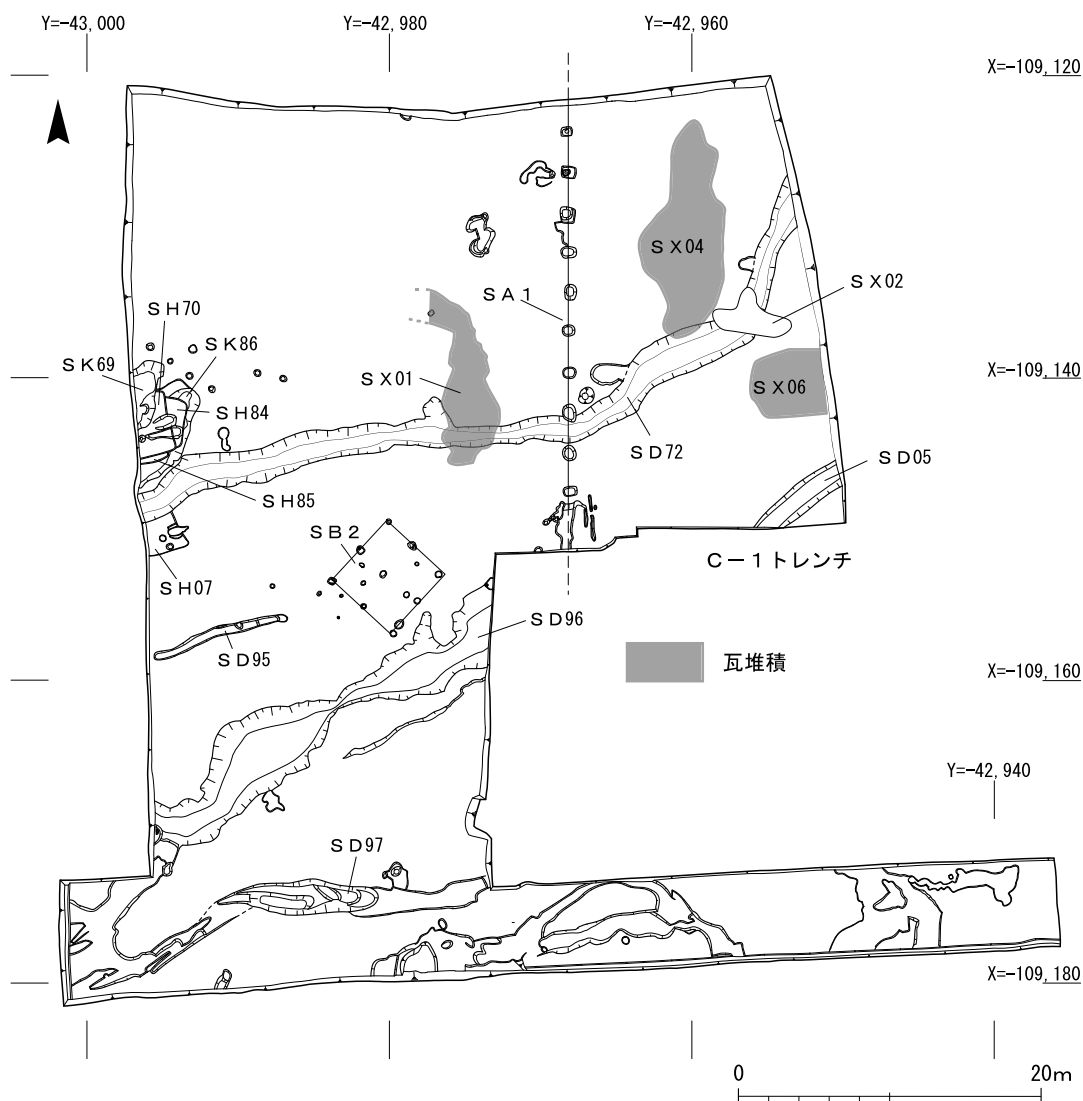 Y=-43,000
Y=-42,980
Y=-42,960
X=-109,120
SX04
SX02
SA1
SH70
SK86
SK69
SX01
X=-109,140
SX06
SH84
SD72
SD05
SH85
SB2
C-1トレンチ
SH07
SD96
SD95
瓦堆積
X=-109,160
Y=-42,940
SD97
X=-109,180
0
20m